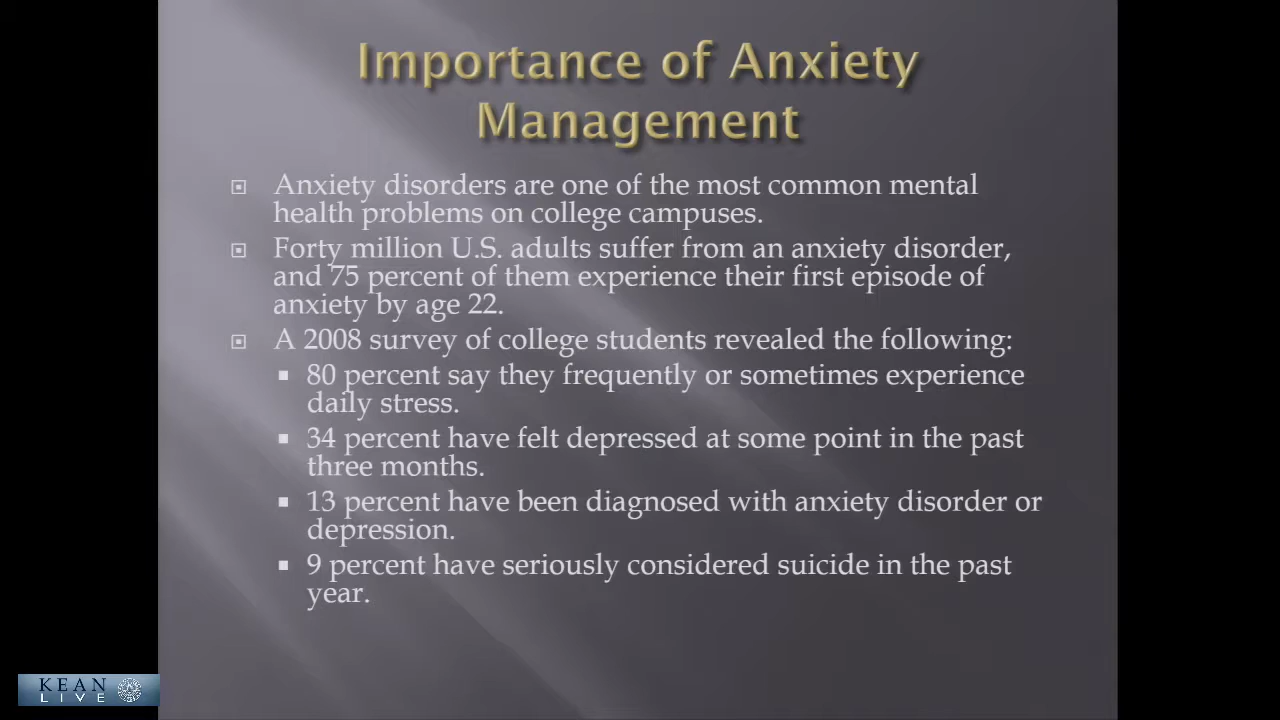 Importance of Anxiety
Management
Anxiety disorders are one of the most common mental
health problems on college campuses.
Forty million U.S. adults suffer from an anxiety disorder,
and 75 percent of them experience their first episode of
anxiety by age 22.
A 2008 survey of college students revealed the following:
80 percent say they frequently or sometimes experience
daily stress.
34 percent have felt depressed at some point in the past
three months.
13 percent have been diagnosed with anxiety disorder or
depression.
9 percent have seriously considered suicide in the past
year.
KEAN
LIVE